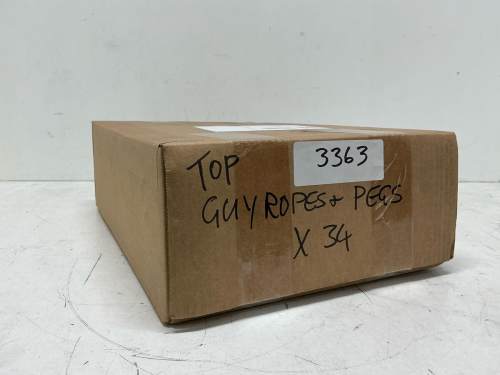 TOP
3363
GUYROPES + PEGS
X 34